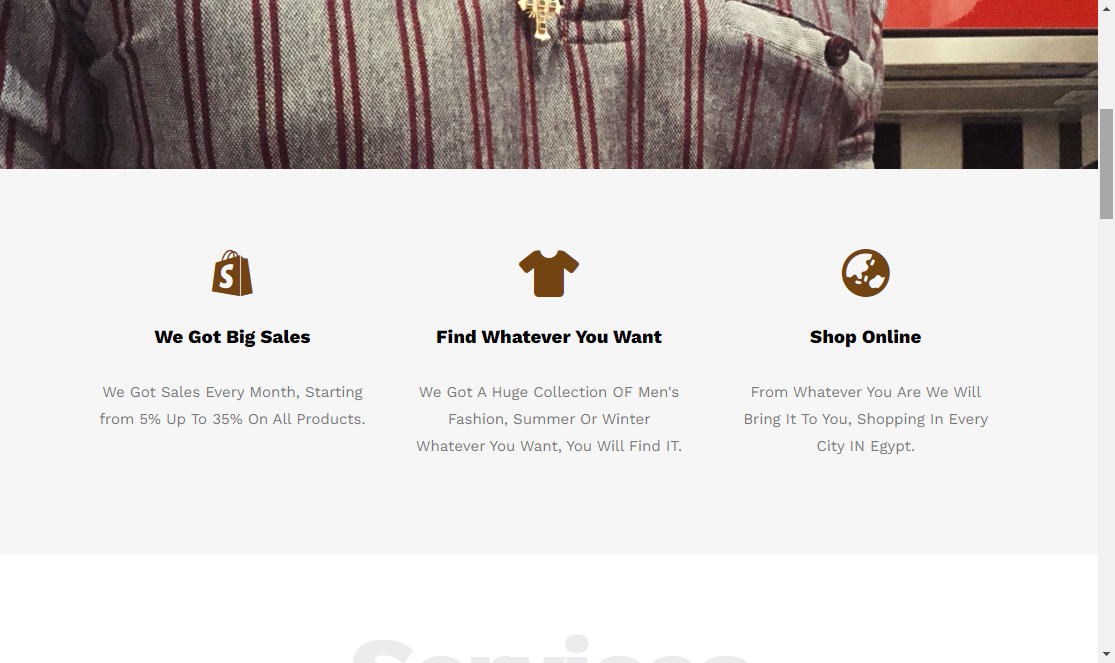 We Got Big Sales
We Got Sales Every Month, Starting
from 5% Up To 35% On All Products.
Find Whatever You Want
We Got A Huge Collection OF Men's
Fashion, Summer Or Winter
Whatever You Want, You Will Find IT.
Shop Online
From Whatever You Are We Will
Bring It To You, Shopping In Every
City IN Egypt.
Services